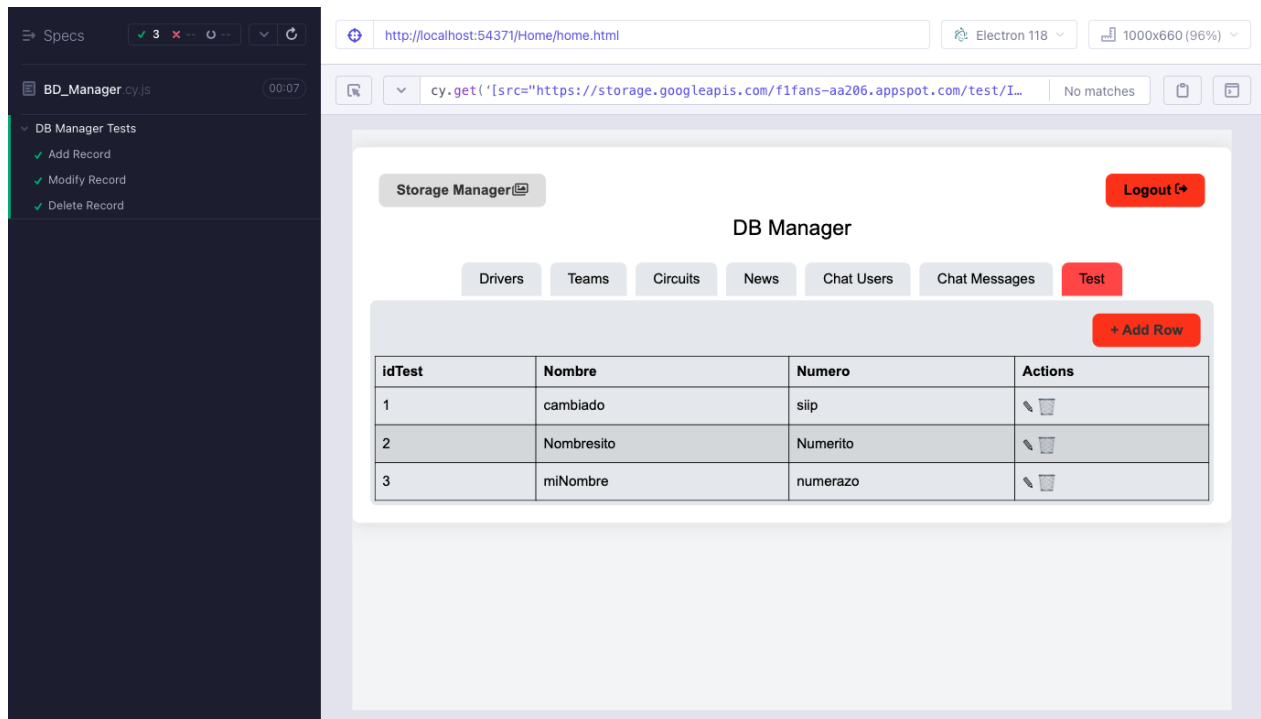 Specs
3
--
--
http://localhost:54371/Home/home.html
Electron 118
1000x660 (96%)
BD_Manager.cy.js
00:07
cy.get('[src="https://storage.googleapis.com/f1fans-aa206.appspot.com/test/I…
No matches
DB Manager Tests
Add Record
Modify Record
Delete Record
Storage Manager
Logout
DB Manager
Drivers Teams Circuits News Chat Users Chat Messages Test
+ Add Row
idTest Nombre Numero Actions
1 cambiado siip
2 Nombresito Numerito
3 miNombre numerazo